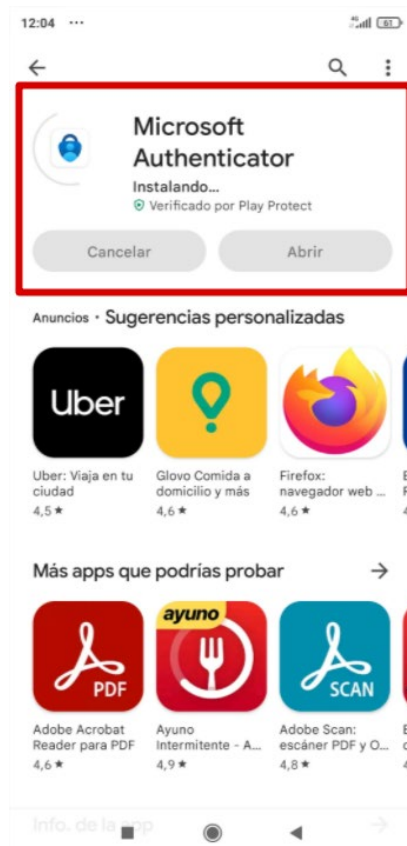 12:04 ...
4G 61
Microsoft
Authenticator
Instalando...
Verificado por Play Protect
Cancelar Abrir
Anuncios · Sugerencias personalizadas
Uber
Uber: Viaja en tu ciudad
4,5 ★
Glovo Comida a domicilio y más
4,6 ★
Firefox: navegador web ...
4,6 ★
Más apps que podrías probar
PDF
ayuno
SCAN
Adobe Acrobat Reader para PDF
4,6 ★
Ayuno Intermitente - A...
4,9 ★
Adobe Scan: escáner PDF y O...
4,8 ★
Info. de la app